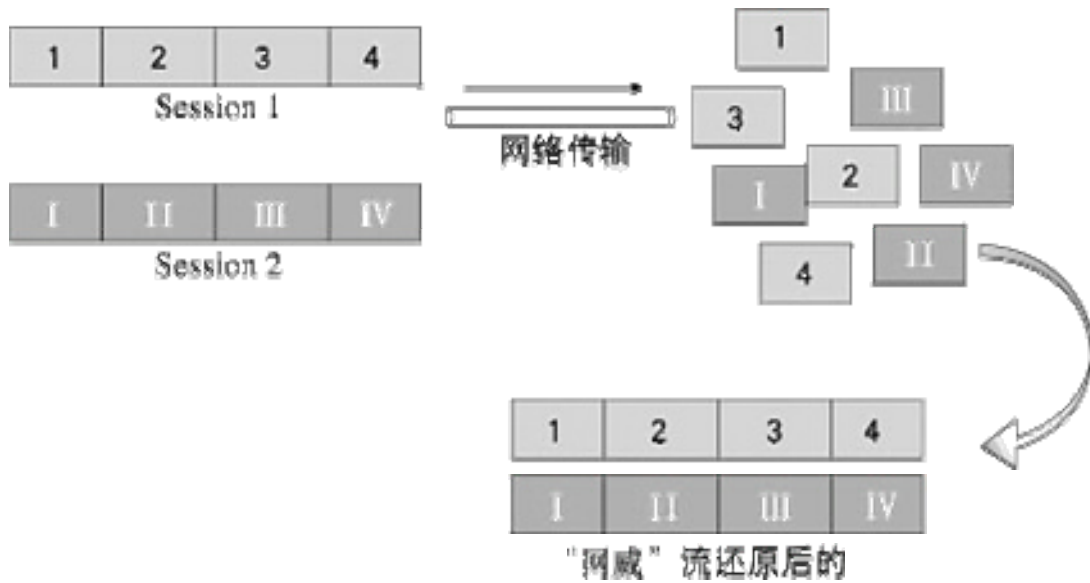 1 2 3 4
Session 1
I II III IV
Session 2
网络传输
1
III
3
2
IV
I
II
4
1 2 3 4
I II III IV
“网威”流还原后的